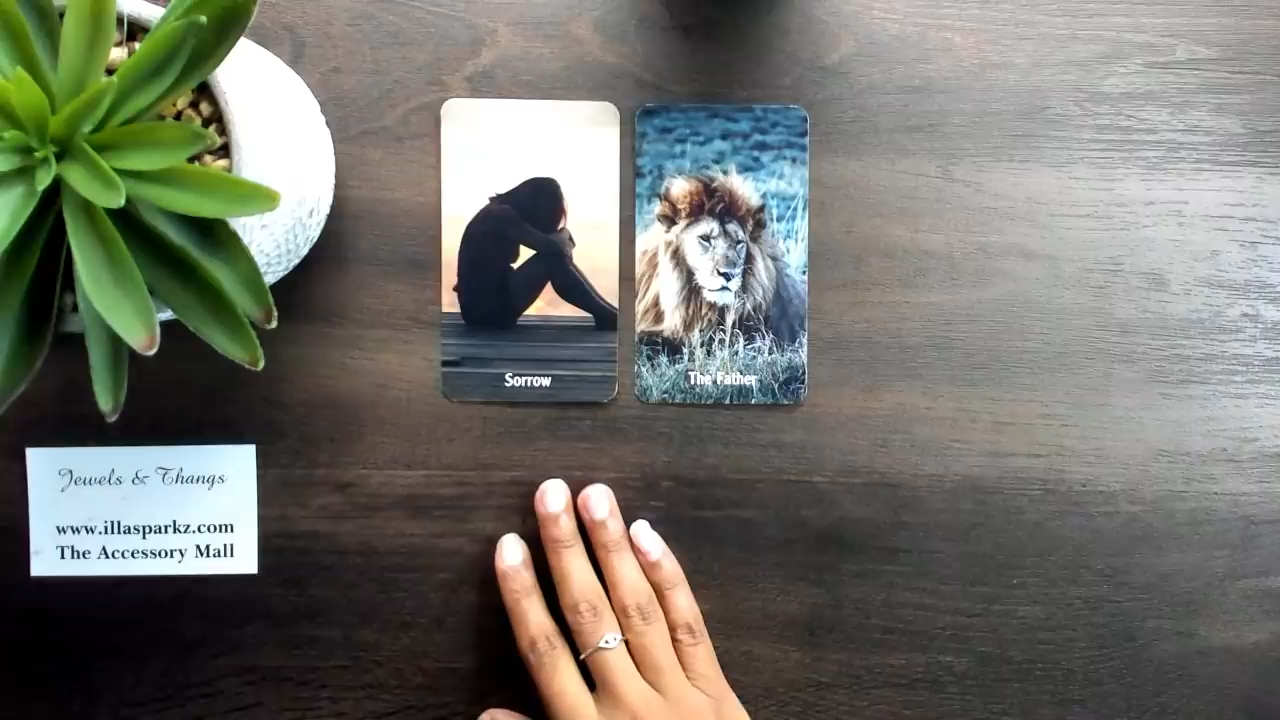 Sorrow
The Father
Jewels & Thangs
www.illasparkz.com
The Accessory Mall